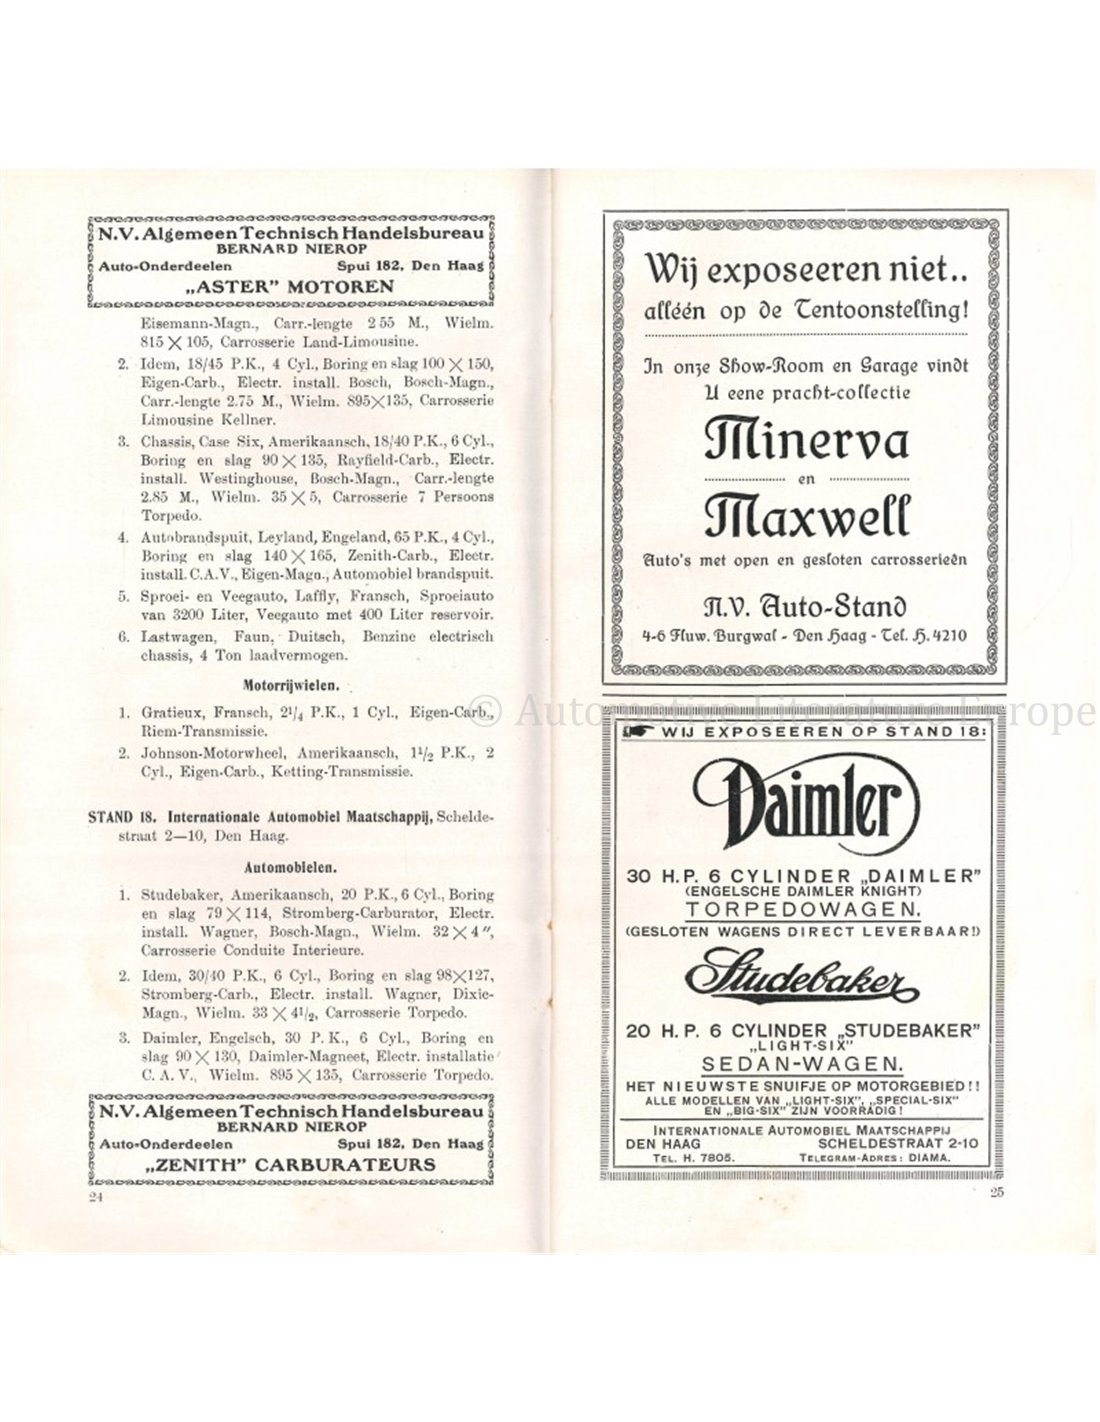 N.V. Algemeen Technisch Handelsbureau
BERNARD NIEROP
Auto-Onderdeelen Spui 182, Den Haag
„ASTER” MOTOREN
Eisemann-Magn., Carr.-lengte 2 55 M., Wielm.
815 X 105, Carrosserie Land-Limousine.
2. Idem, 18/45 P.K., 4 Cyl., Boring en slag 100 X 150,
Eigen-Carb., Electr. install. Bosch, Bosch-Magn.,
Carr.-lengte 2.75 M., Wielm. 895X135, Carrosserie
Limousine Kellner.
3. Chassis, Case Six, Amerikaansch, 18/40 P.K., 6 Cyl.,
Boring en slag 90 X 135, Rayfield-Carb., Electr.
install. Westinghouse, Bosch-Magn., Carr.-lengte
2.85 M., Wielm. 35 X 5, Carrosserie 7 Persoons
Torpedo.
4. Autobrandspuit, Leyland, Engeland, 65 P.K., 4 Cyl.,
Boring en slag 140 X 165, Zenith-Carb., Electr.
install. C.A.V., Eigen-Magn., Automobiel brandspuit.
5. Sproei- en Veegauto, Laffly, Fransch, Sproeiauto
van 3200 Liter, Veegauto met 400 Liter reservoir.
6. Lastwagen, Faun, Duitsch, Benzine electrisch
chassis, 4 Ton laadvermogen.
Motorrijwielen.
1. Gratieux, Fransch, 2¹/₄ P.K., 1 Cyl., Eigen-Carb.,
Riem-Transmissie.
2. Johnson-Motorwheel, Amerikaansch, 1¹/₂ P.K., 2
Cyl., Eigen-Carb., Ketting-Transmissie.
STAND 18. Internationale Automobiel Maatschappij, Schelde-
straat 2—10, Den Haag.
Automobielen.
1. Studebaker, Amerikaansch, 20 P.K., 6 Cyl., Boring
en slag 79 X 114, Stromberg-Carburator, Electr.
install. Wagner, Bosch-Magn., Wielm. 32 X 4″,
Carrosserie Conduite Interieure.
2. Idem, 30/40 P.K., 6 Cyl., Boring en slag 98X127,
Stromberg-Carb., Electr. install. Wagner, Dixie-
Magn., Wielm. 33 X 4¹/₂, Carrosserie Torpedo.
3. Daimler, Engelsch, 30 P. K., 6 Cyl., Boring en
slag 90 X 130, Daimler-Magneet, Electr. installatie
C. A. V., Wielm. 895 X 135, Carrosserie Torpedo.
N.V. Algemeen Technisch Handelsbureau
BERNARD NIEROP
Auto-Onderdeelen Spui 182, Den Haag
„ZENITH” CARBURATEURS
24
Wij exposeeren niet..
alléén op de Tentoonstelling!
In onze Show-Room en Garage vindt
U eene pracht-collectie
Minerva
en
Maxwell
Auto's met open en gesloten carrosserieën
N.V. Auto-Stand
4-6 Fluw. Burgwal - Den Haag - Tel. H. 4210
© Automotive Literature Europe
WIJ EXPOSEEREN OP STAND 18:
Daimler
30 H.P. 6 CYLINDER „DAIMLER”
(ENGELSCHE DAIMLER KNIGHT)
TORPEDOWAGEN.
(GESLOTEN WAGENS DIRECT LEVERBAAR!)
Studebaker
20 H.P. 6 CYLINDER „STUDEBAKER”
„LIGHT-SIX”
SEDAN-WAGEN.
HET NIEUWSTE SNUIFJE OP MOTORGEBIED!!
ALLE MODELLEN VAN „LIGHT-SIX”, „SPECIAL-SIX”
EN „BIG-SIX” ZIJN VOORRADIG!
INTERNATIONALE AUTOMOBIEL MAATSCHAPPIJ
DEN HAAG SCHELDESTRAAT 2-10
TEL. H. 7805. TELEGRAM-ADRES: DIAMA.
25